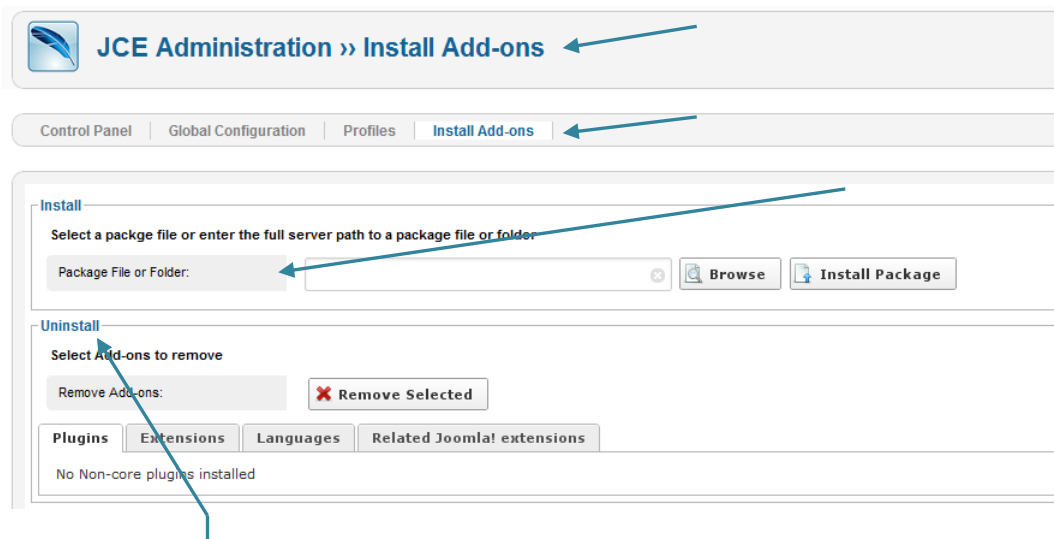 JCE Administration ›› Install Add-ons
Control Panel Global Configuration Profiles Install Add-ons
Install
Select a packge file or enter the full server path to a package file or folder
Package File or Folder: Browse Install Package
Uninstall
Select Add-ons to remove
Remove Add-ons: Remove Selected
Plugins Extensions Languages Related Joomla! extensions
No Non-core plugins installed